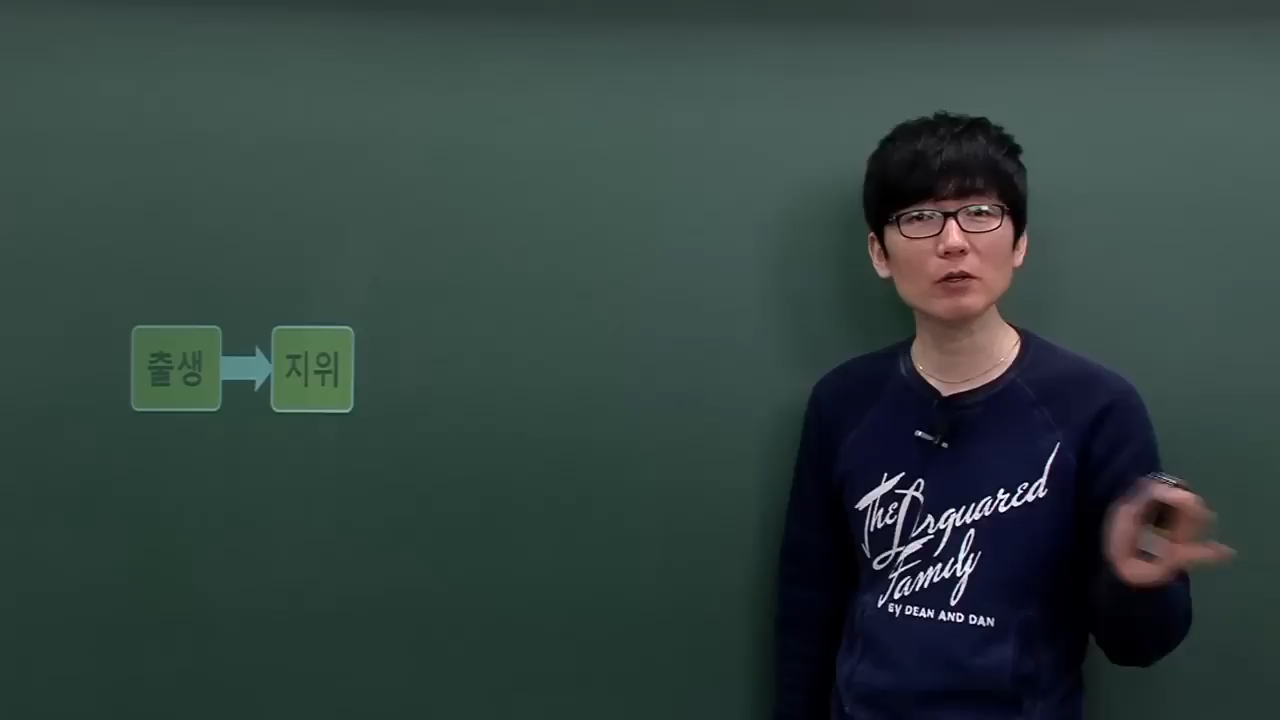 출생
지위
The Dsquared
Family
BY DEAN AND DAN